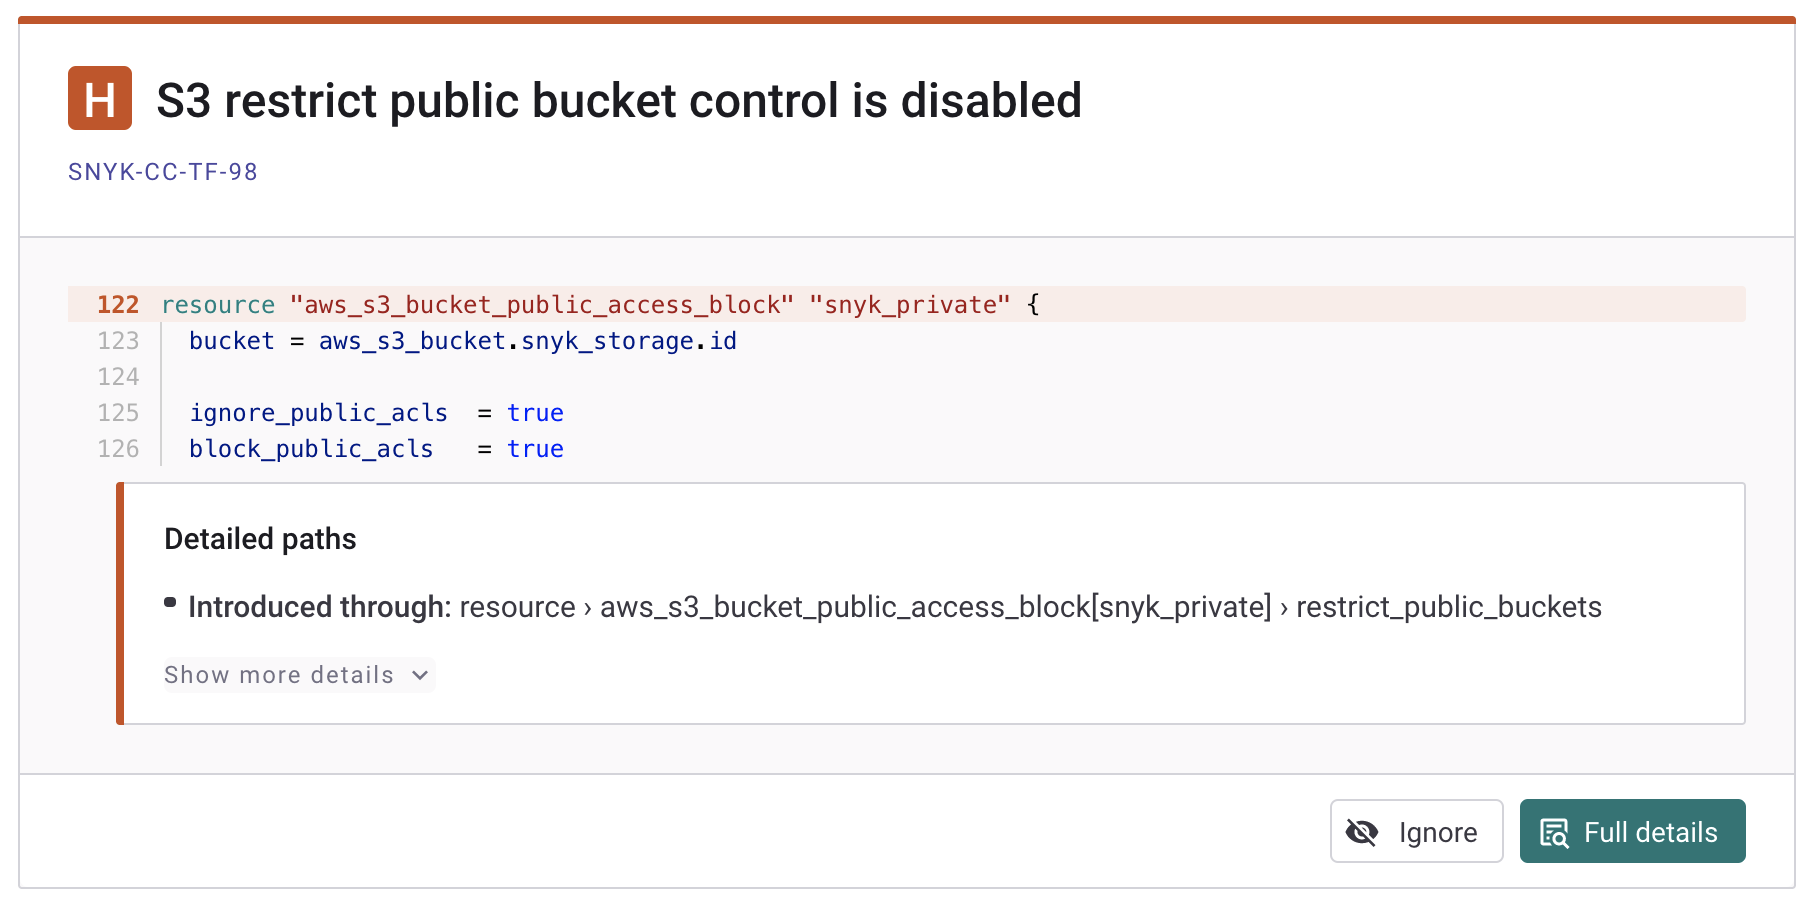 H S3 restrict public bucket control is disabled
SNYK-CC-TF-98
122 resource "aws_s3_bucket_public_access_block" "snyk_private" {
123 bucket = aws_s3_bucket.snyk_storage.id
124
125 ignore_public_acls = true
126 block_public_acls = true
Detailed paths
Introduced through: resource › aws_s3_bucket_public_access_block[snyk_private] › restrict_public_buckets
Show more details
Ignore Full details